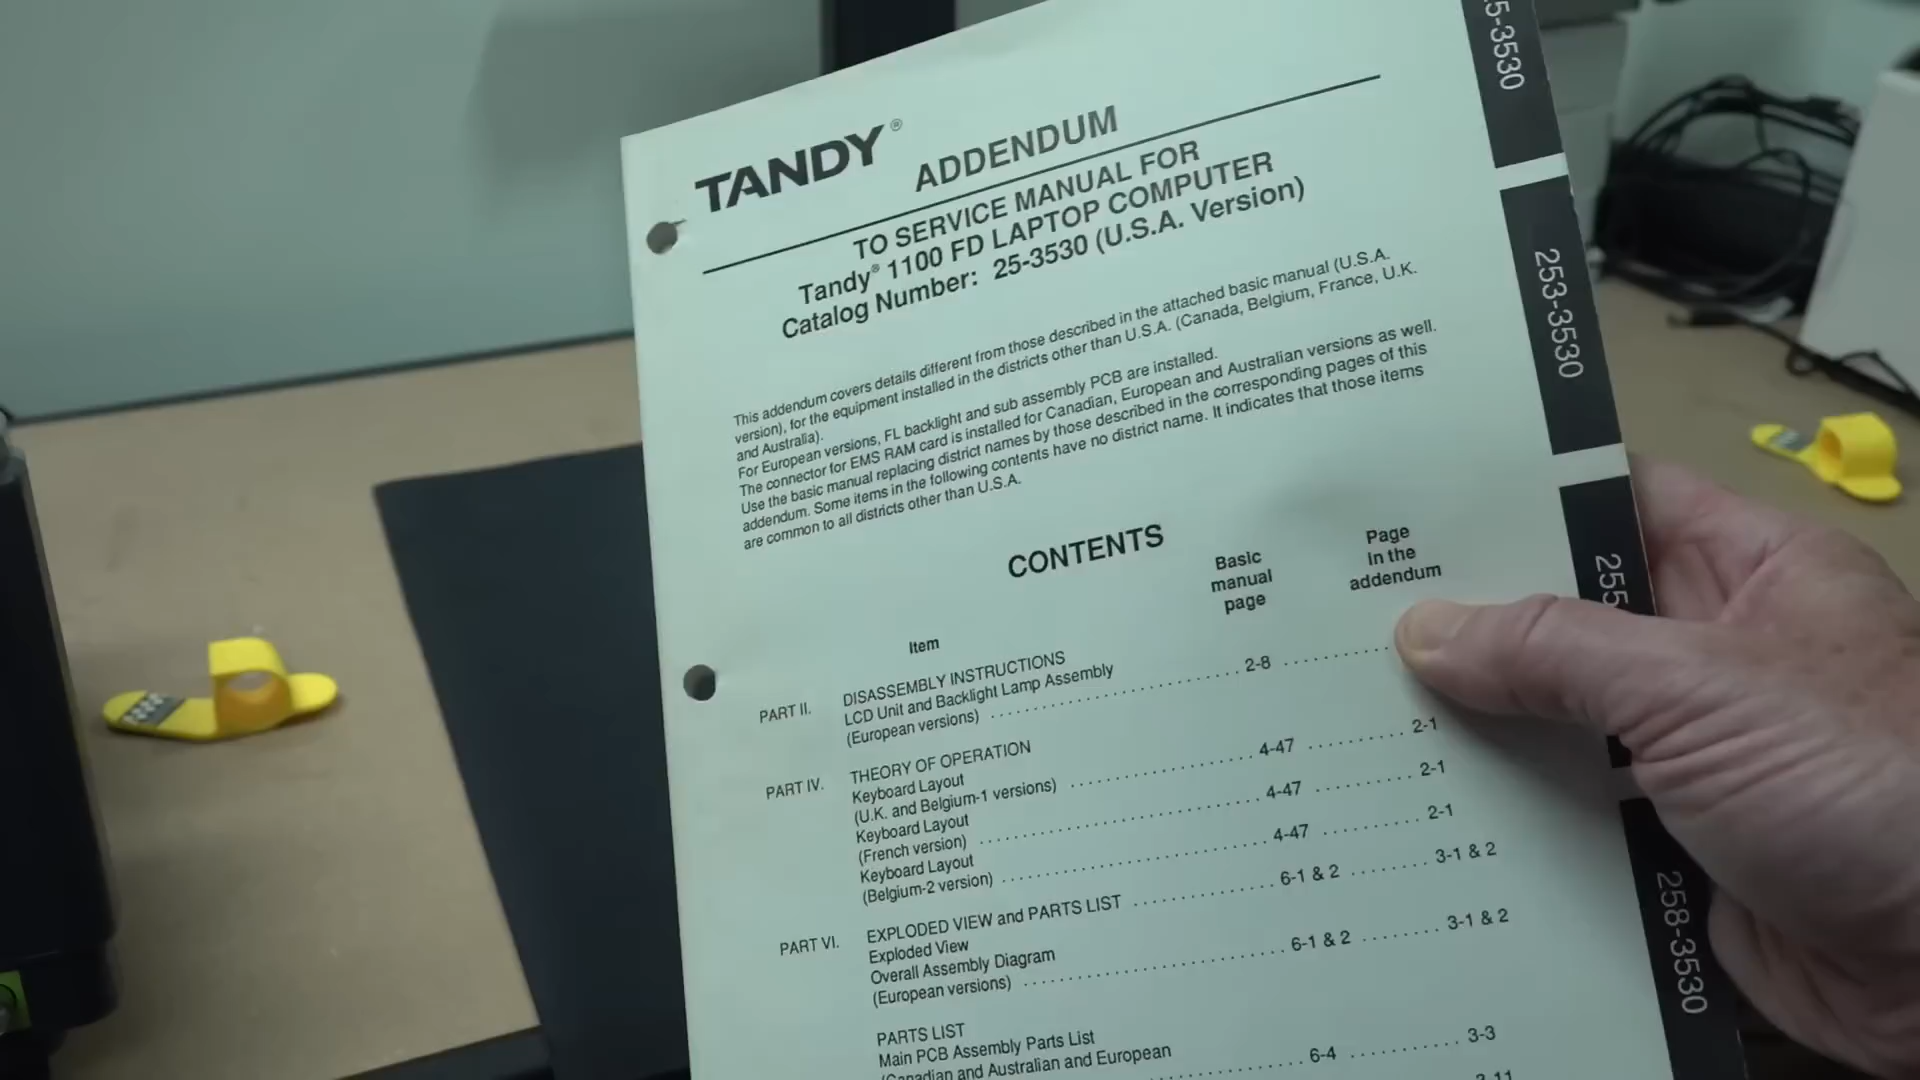 TANDY®
ADDENDUM
TO SERVICE MANUAL FOR
Tandy® 1100 FD LAPTOP COMPUTER
Catalog Number: 25-3530 (U.S.A. Version)
This addendum covers details different from those described in the attached basic manual (U.S.A.
version), for the equipment installed in the districts other than U.S.A. (Canada, Belgium, France, U.K.
and Australia).
For European versions, FL backlight and sub assembly PCB are installed.
The connector for EMS RAM card is installed for Canadian, European and Australian versions as well.
Use the basic manual replacing district names by those described in the corresponding pages of this
addendum. Some items in the following contents have no district name. It indicates that those items
are common to all districts other than U.S.A.
CONTENTS
Item
Basic
manual
page
Page
in the
addendum
PART II. DISASSEMBLY INSTRUCTIONS
LCD Unit and Backlight Lamp Assembly
(European versions) .......... 2-8 ..........
PART IV. THEORY OF OPERATION
Keyboard Layout
(U.K. and Belgium-1 versions) .......... 4-47 .......... 2-1
Keyboard Layout
(French version) .......... 4-47 .......... 2-1
Keyboard Layout
(Belgium-2 version) .......... 4-47 .......... 2-1
PART VI. EXPLODED VIEW and PARTS LIST .......... 6-1 & 2 .......... 3-1 & 2
Exploded View
Overall Assembly Diagram
(European versions) .......... 6-1 & 2 .......... 3-1 & 2
PARTS LIST
Main PCB Assembly Parts List
(Canadian and Australian and European
6-4 .......... 3-3
5-3530
253-3530
255
258-3530